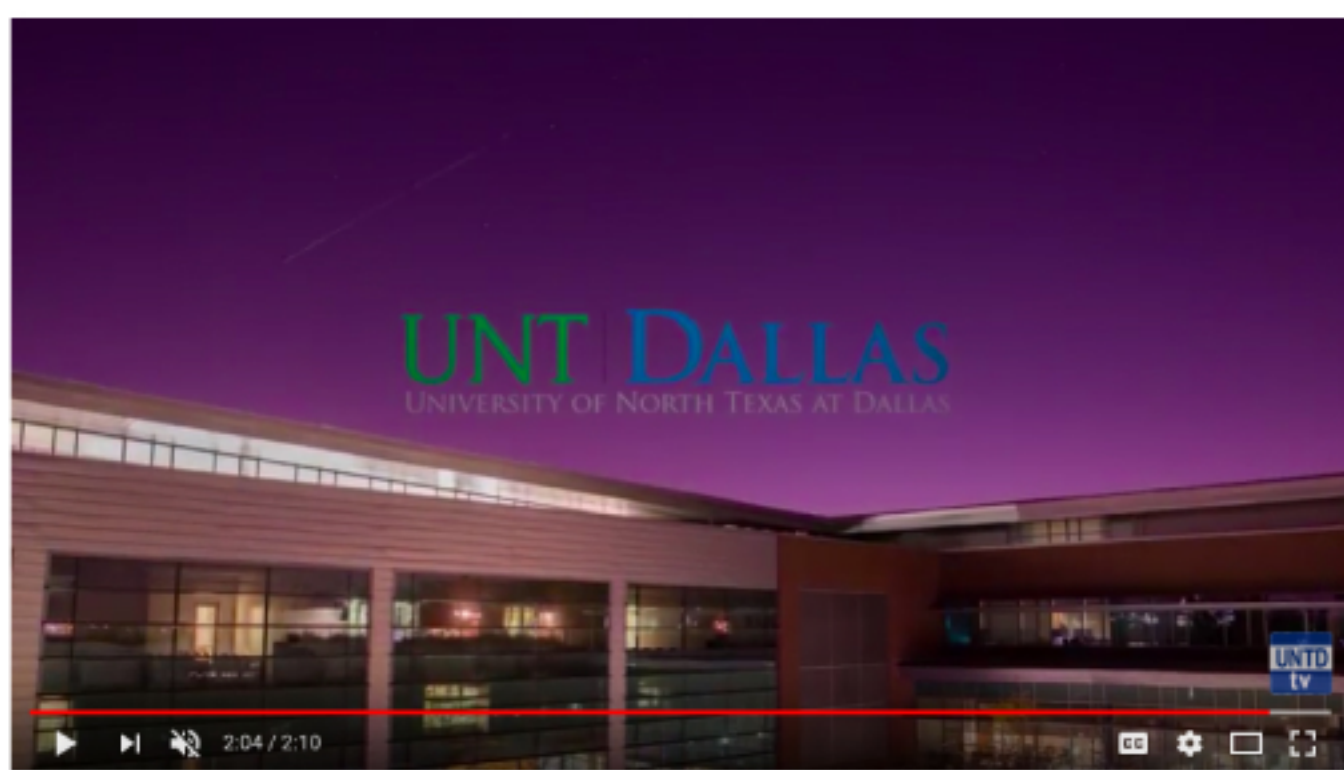 UNT | DALLAS
UNIVERSITY OF NORTH TEXAS AT DALLAS
UNTD
tv
2:04 / 2:10
CC